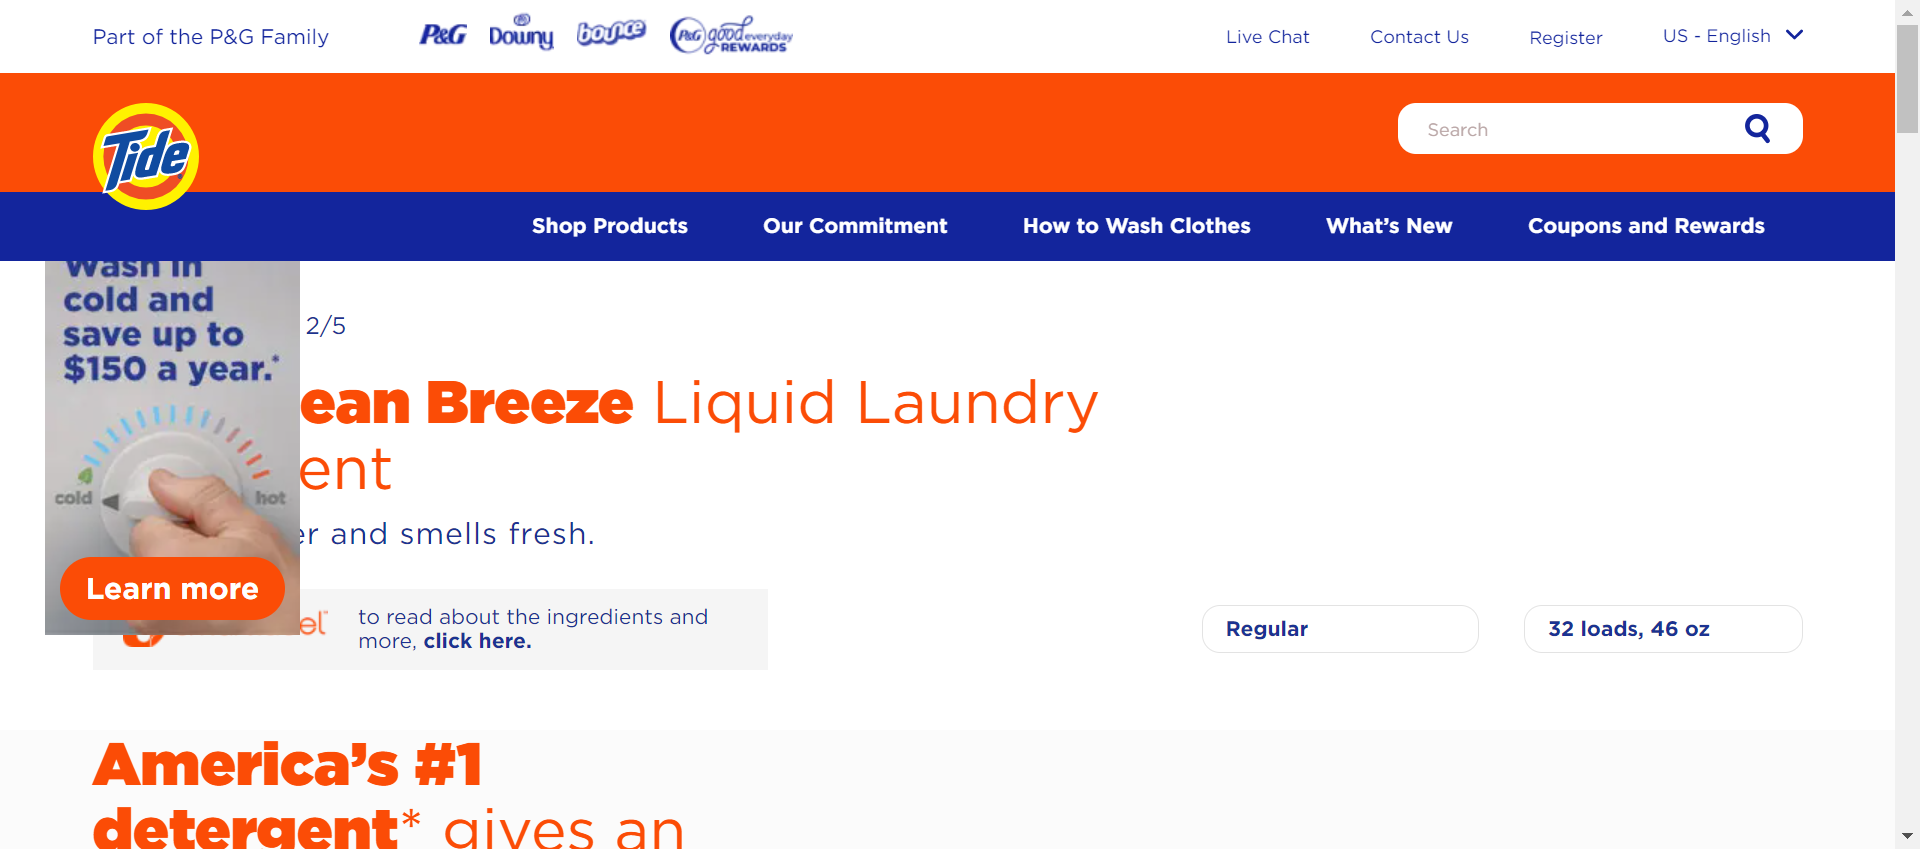 Part of the P&G Family
P&G
Downy
bounce
P&G good everyday
REWARDS
Live Chat
Contact Us
Register
US - English
Tide
Search
Shop Products
Our Commitment
How to Wash Clothes
What's New
Coupons and Rewards
Wash in
cold and
save up to
$150 a year.*
cold
hot
Learn more
2/5
ean Breeze Liquid Laundry
ent
er and smells fresh.
el™
to read about the ingredients and
more, click here.
Regular
32 loads, 46 oz
America's #1
detergent* gives an